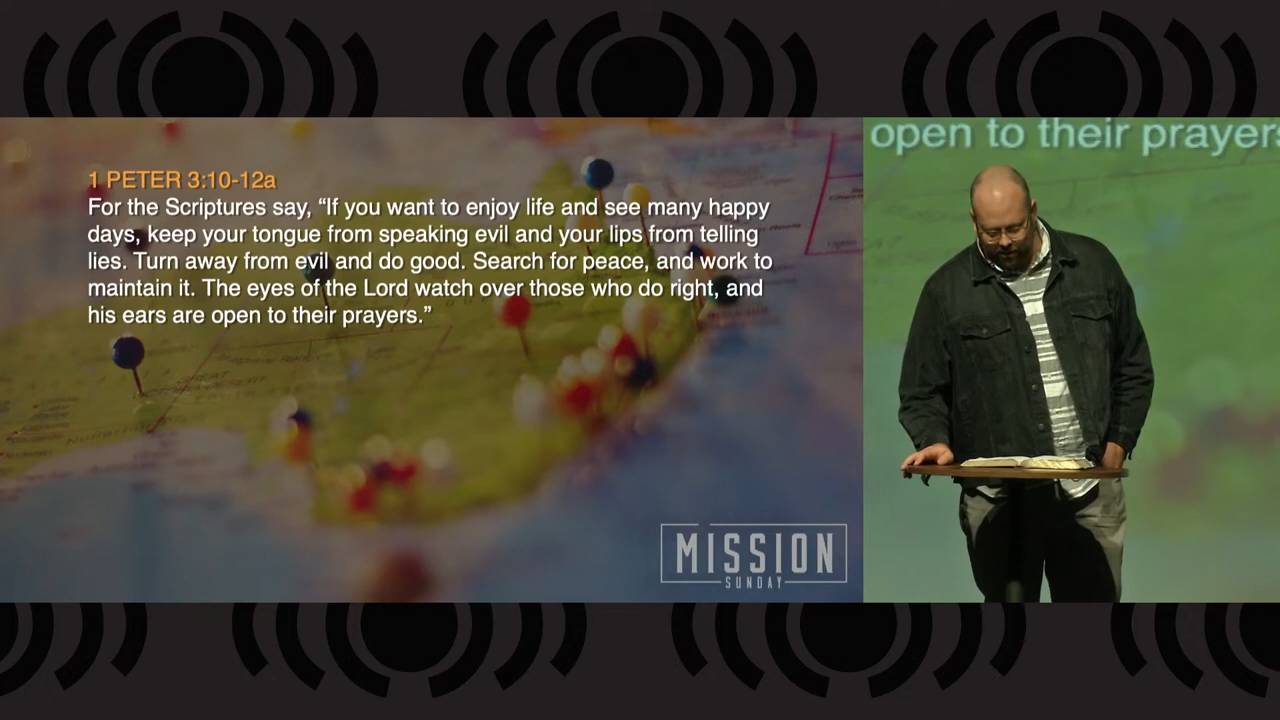 1 PETER 3:10-12a
For the Scriptures say, “If you want to enjoy life and see many happy
days, keep your tongue from speaking evil and your lips from telling
lies. Turn away from evil and do good. Search for peace, and work to
maintain it. The eyes of the Lord watch over those who do right, and
his ears are open to their prayers.”
MISSION
SUNDAY
open to their prayers